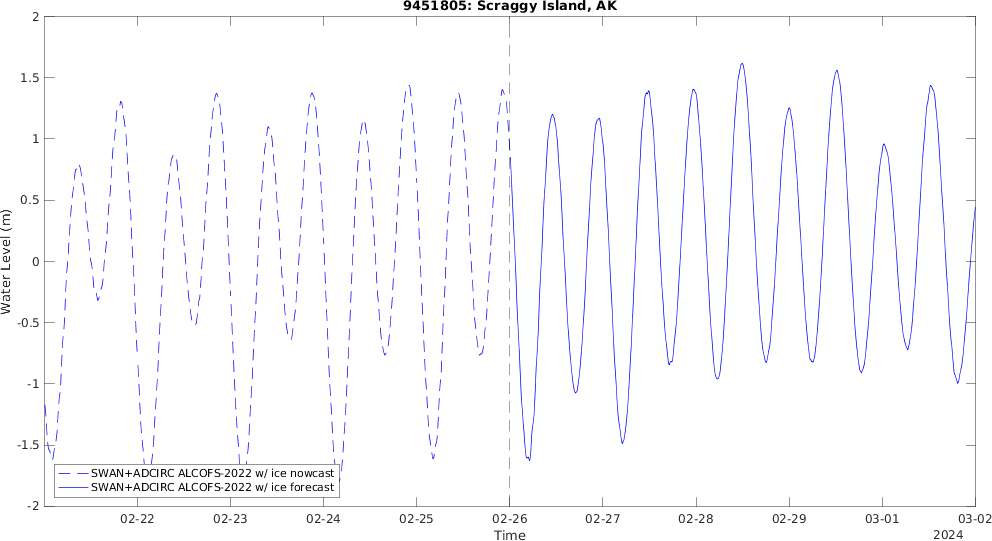 9451805: Scraggy Island, AK
2
1.5
1
0.5
0
-0.5
-1
-1.5
-2
Water Level (m)
SWAN+ADCIRC ALCOFS-2022 w/ ice nowcast
SWAN+ADCIRC ALCOFS-2022 w/ ice forecast
02-22 02-23 02-24 02-25 02-26 02-27 02-28 02-29 03-01 03-02
Time
2024